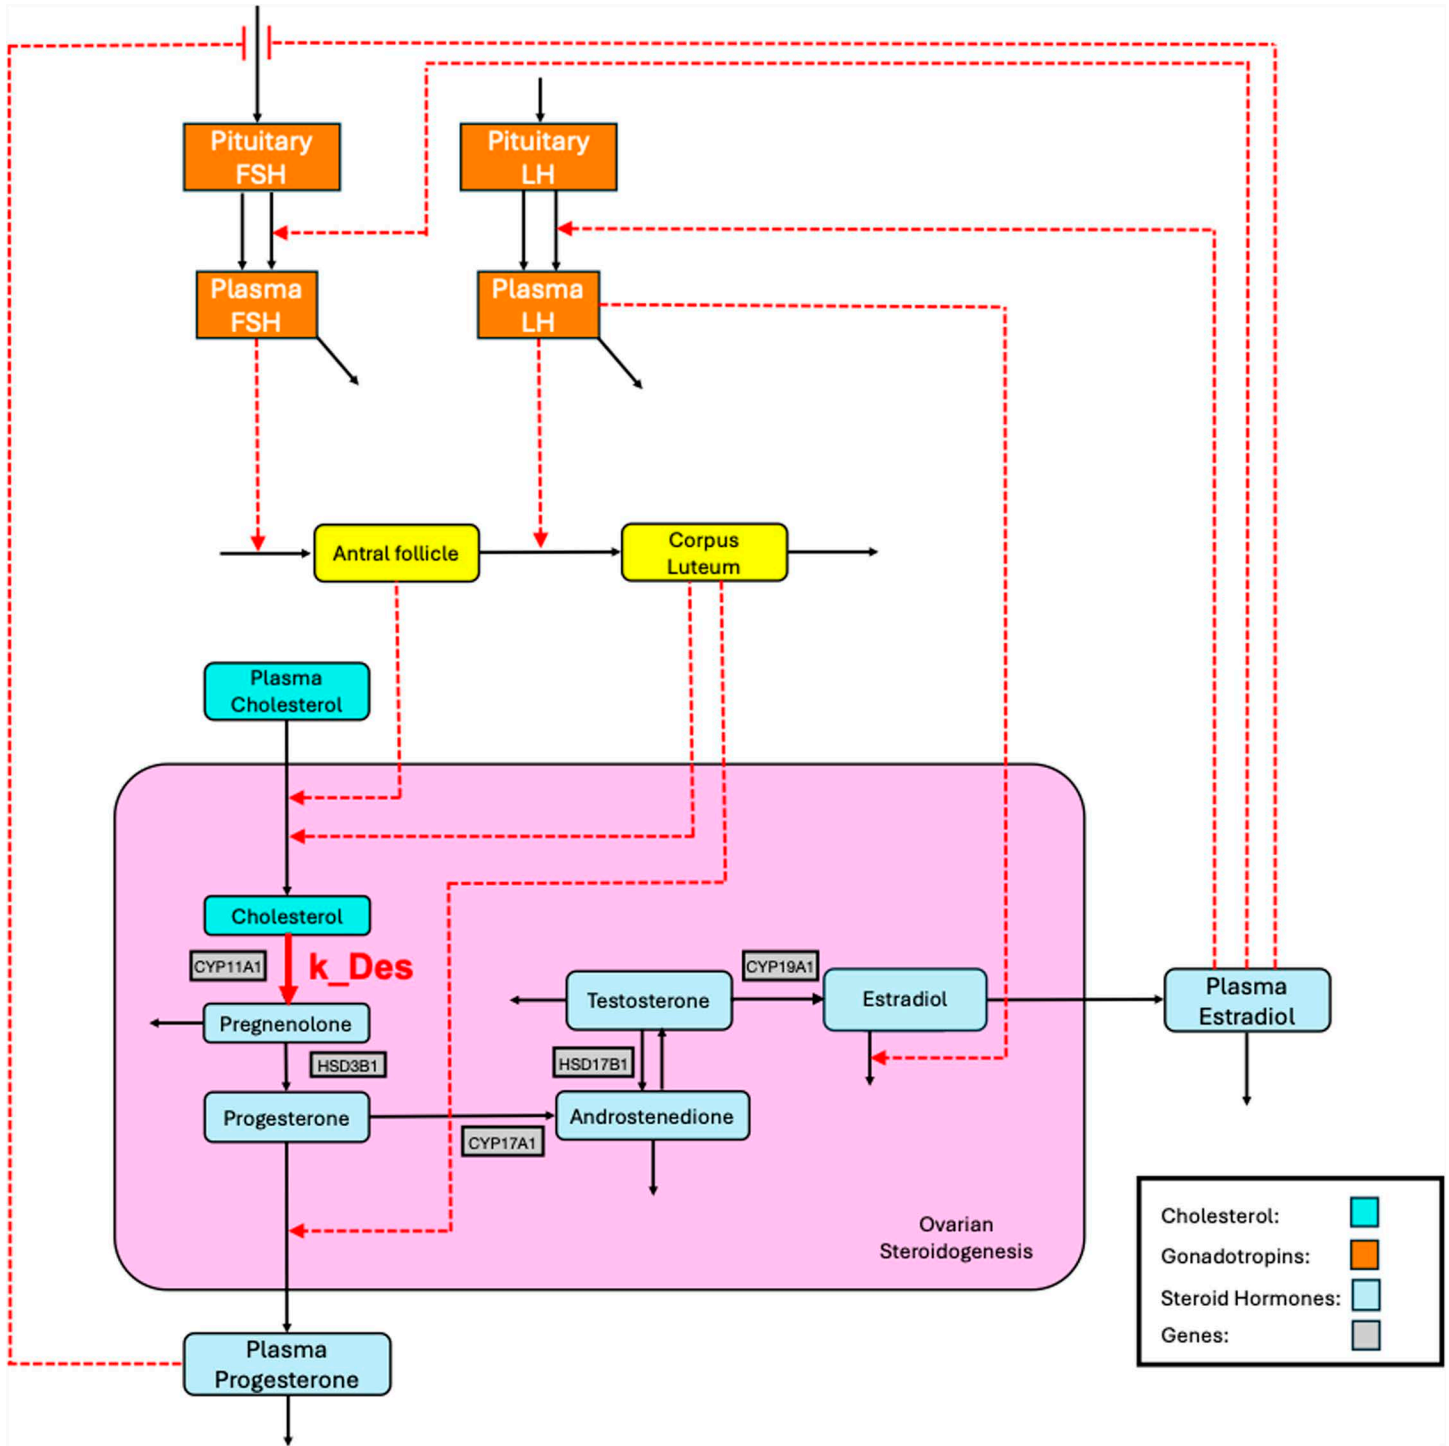 Pituitary
FSH
Pituitary
LH
Plasma
FSH
Plasma
LH
Antral follicle
Corpus
Luteum
Plasma
Cholesterol
Cholesterol
CYP11A1
k_Des
Pregnenolone
HSD3B1
Progesterone
CYP17A1
Testosterone
CYP19A1
Estradiol
HSD17B1
Androstenedione
Plasma
Estradiol
Ovarian
Steroidogenesis
Plasma
Progesterone
Cholesterol:
Gonadotropins:
Steroid Hormones:
Genes: